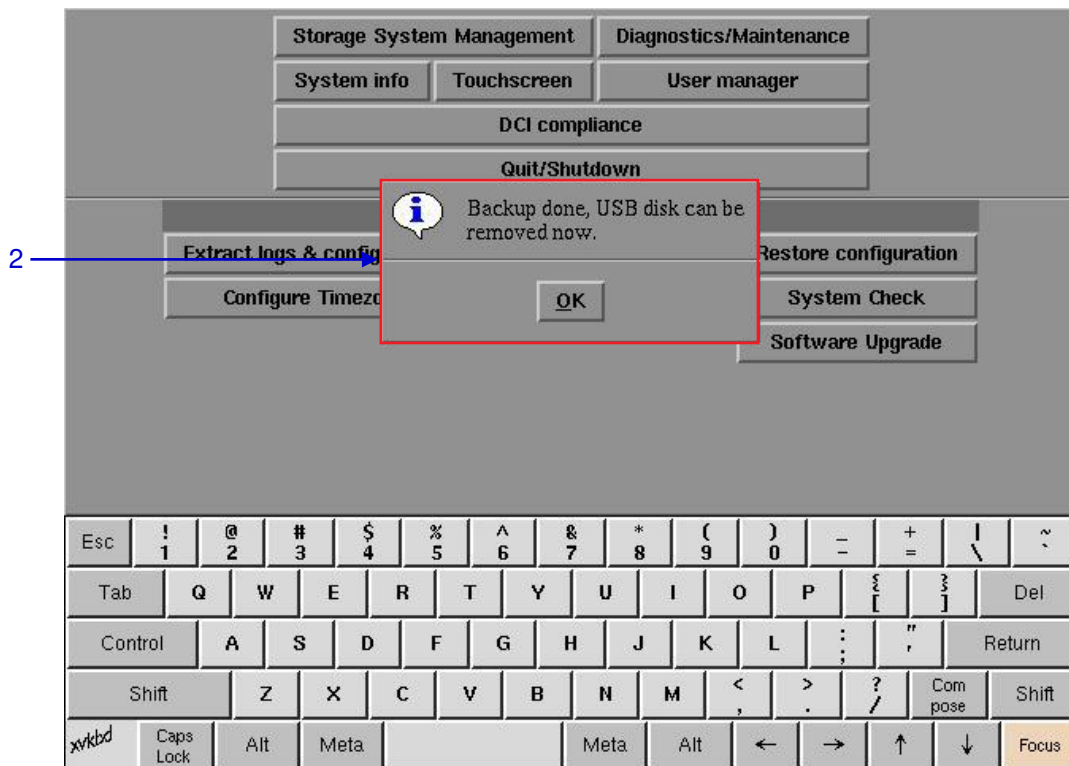 Storage System Management Diagnostics/Maintenance
System info Touchscreen User manager
DCI compliance
Quit/Shutdown
Backup done, USB disk can be
removed now.
OK
2
Extract logs & config Restore configuration
Configure System Check
Software Upgrade
Esc ! 1 @ 2 # 3 $ 4 % 5 ^ 6 & 7 * 8 ( 9 ) 0 _ - + = | \ ~ `
Tab Q W E R T Y U I O P { [ } ] Del
Control A S D F G H J K L : ; " ' Return
Shift Z X C V B N M < , > . ? / Com pose Shift
xvkbd Caps Lock Alt Meta Meta Alt ← → ↑ ↓ Focus